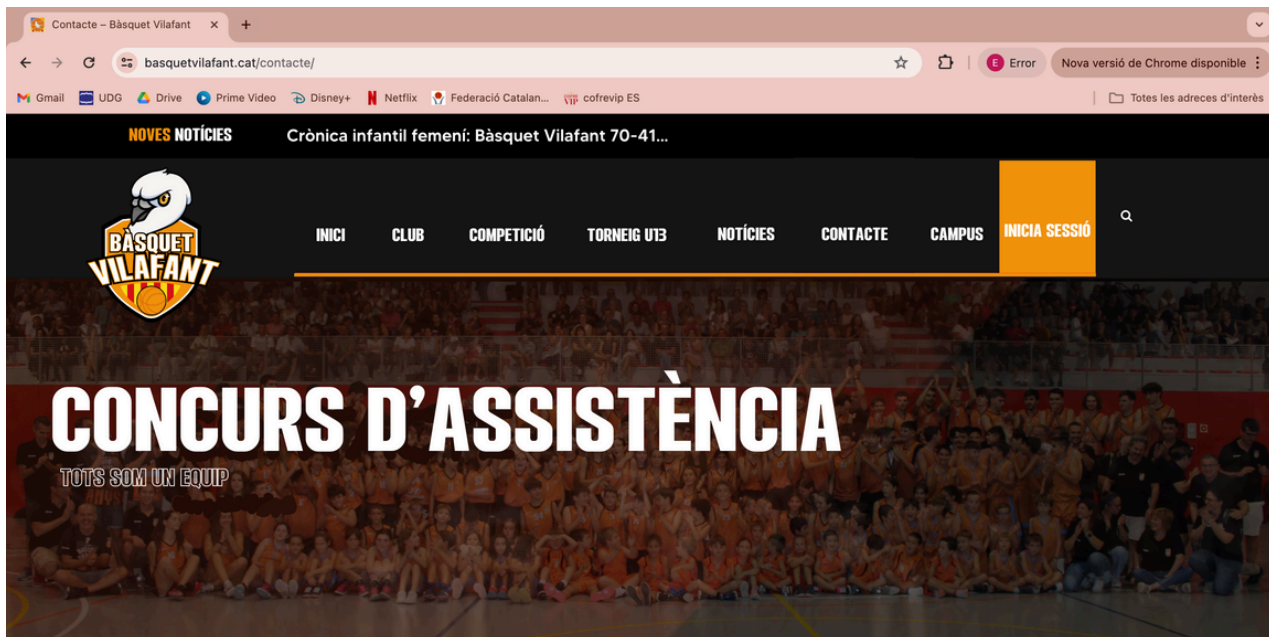 Contacte – Bàsquet Vilafant
basquetvilafant.cat/contacte/
E Error
Nova versió de Chrome disponible
Gmail UDG Drive Prime Video Disney+ Netflix Federació Catalan... cofrevip ES
Totes les adreces d'interès
NOVES NOTÍCIES Crònica infantil femení: Bàsquet Vilafant 70-41...
BÀSQUET
VILAFANT
INICI CLUB COMPETICIÓ TORNEIG U13 NOTÍCIES CONTACTE CAMPUS INICIA SESSIÓ
CONCURS D’ASSISTÈNCIA
TOTS SOM UN EQUIP